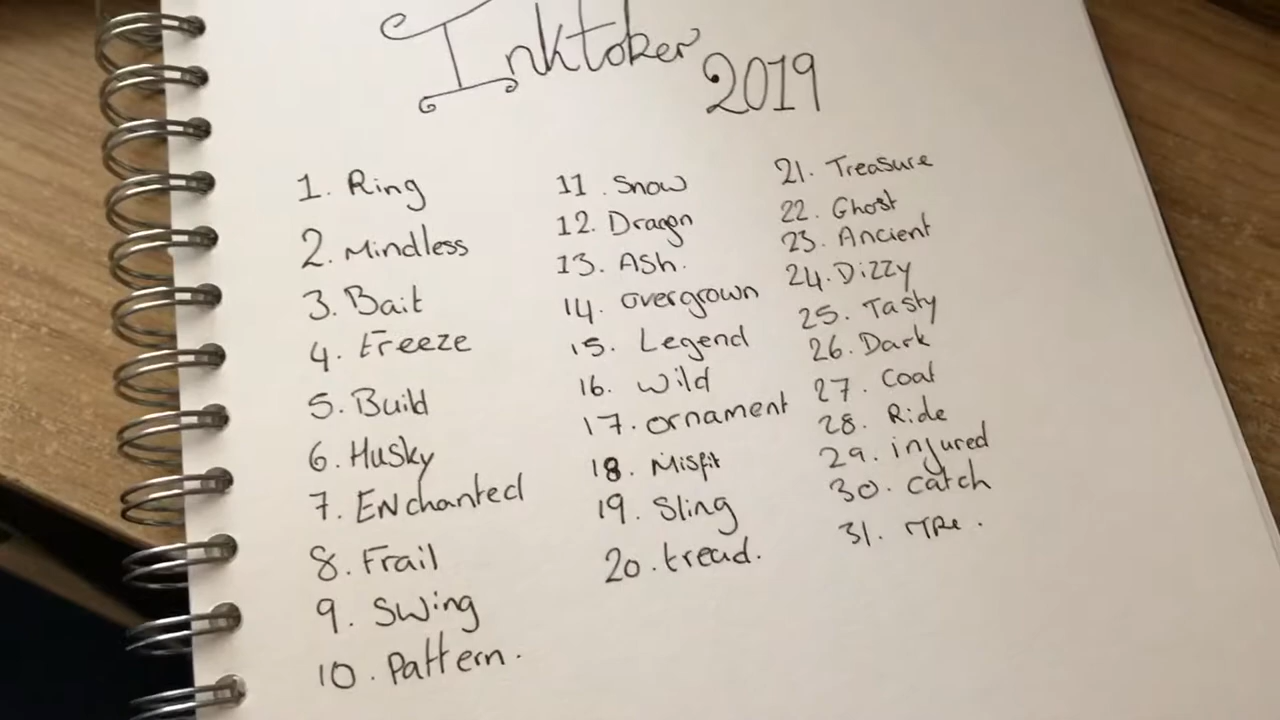 Inktober
2019
1. Ring
2. Mindless
3. Bait
4. Freeze
5. Build
6. Husky
7. ENchanted
8. Frail
9. Swing
10. Pattern.
11. Snow
12. Dragon
13. ASh.
14. overgrown
15. Legend
16. wild
17. ornament
18. Misfit
19. Sling
20. tread.
21. Treasure
22. Ghost
23. Ancient
24. Dizzy
25. Tasty
26. Dark
27. Coat
28. Ride
29. injured
30. catch
31.